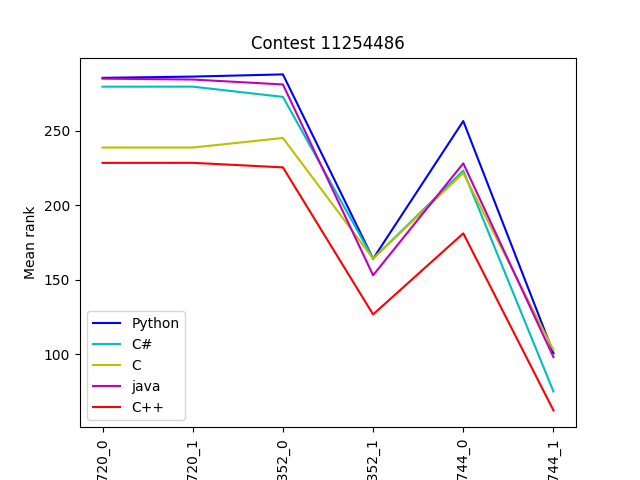 Contest 11254486
Mean rank
250
200
150
100
Python
C#
C
java
C++
720_0
720_1
352_0
352_1
744_0
744_1